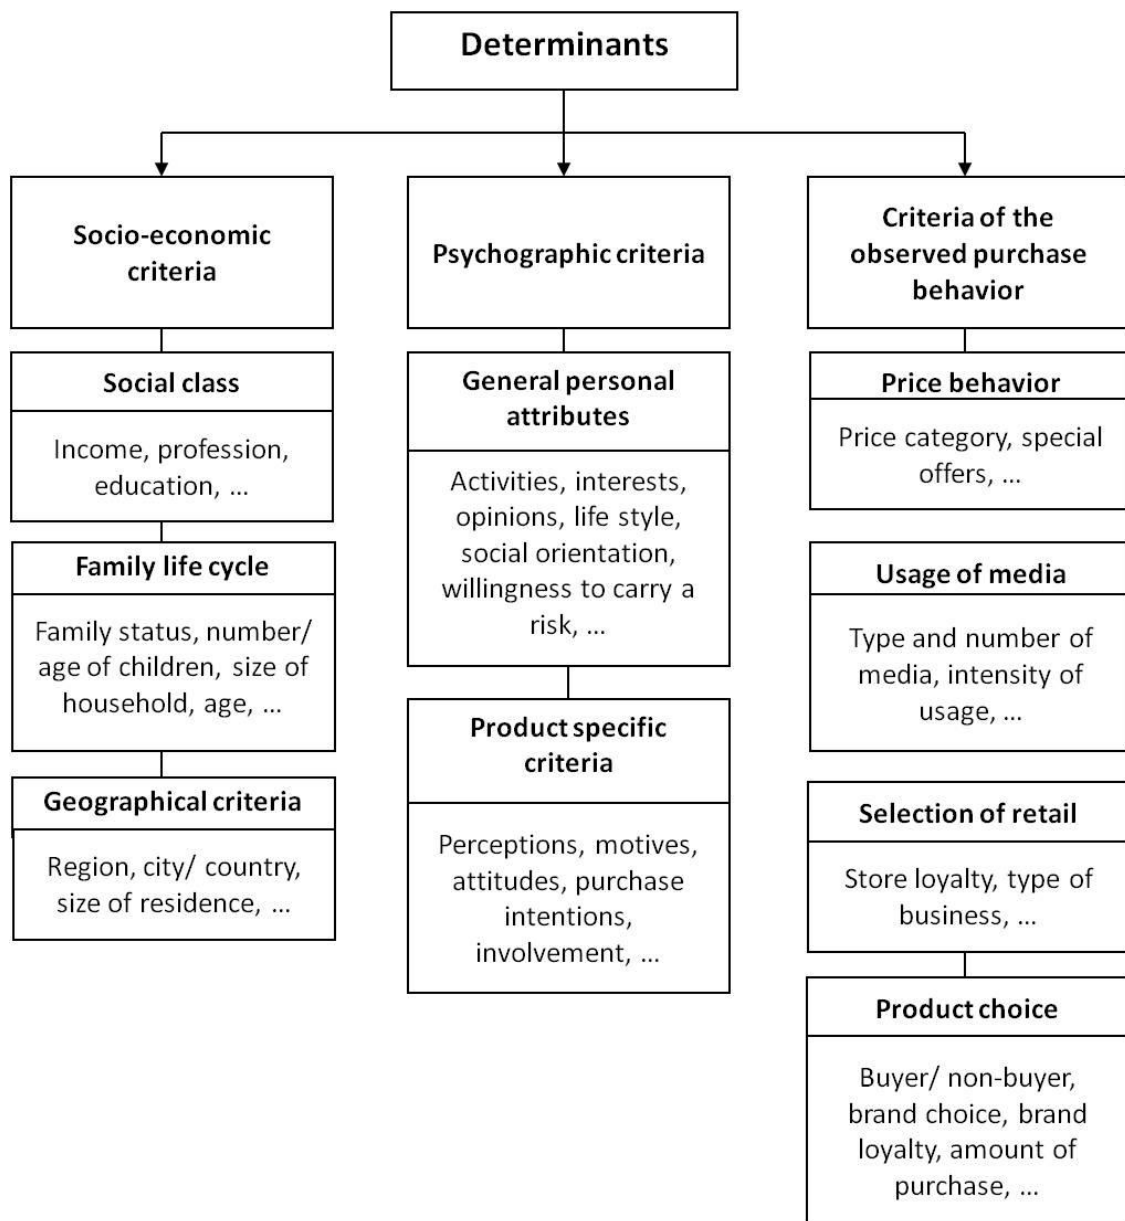 Determinants
Socio-economic
criteria
Social class
Income, profession,
education, ...
Family life cycle
Family status, number/
age of children, size of
household, age, ...
Geographical criteria
Region, city/ country,
size of residence, ...
Psychographic criteria
General personal
attributes
Activities, interests,
opinions, life style,
social orientation,
willingness to carry a
risk, ...
Product specific
criteria
Perceptions, motives,
attitudes, purchase
intentions,
involvement, ...
Criteria of the
observed purchase
behavior
Price behavior
Price category, special
offers, ...
Usage of media
Type and number of
media, intensity of
usage, ...
Selection of retail
Store loyalty, type of
business, ...
Product choice
Buyer/ non-buyer,
brand choice, brand
loyalty, amount of
purchase, ...